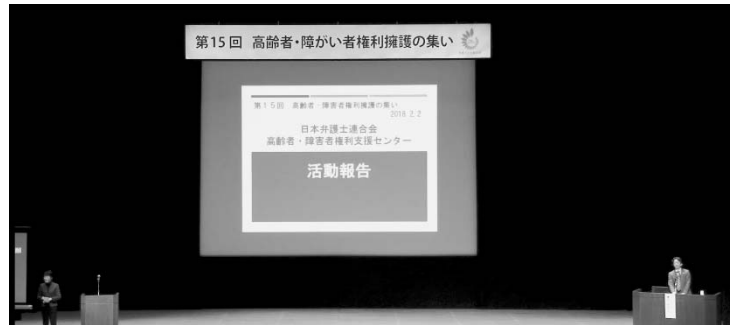 第15回 高齢者・障がい者権利擁護の集い
第15回 高齢者・障害者権利擁護の集い
2018 2.2
日本弁護士連合会
高齢者・障害者権利支援センター
活動報告